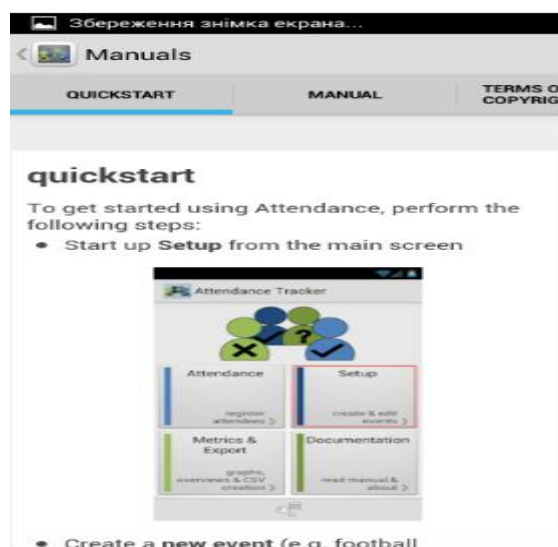 Збереження знімка екрана...
Manuals
QUICKSTART
MANUAL
TERMS O
COPYRIG
quickstart
To get started using Attendance, perform the
following steps:
● Start up Setup from the main screen
Attendance Tracker
Attendance
register
attendees >
Setup
create & edit
events >
Metrics &
Export
graphs,
overviews & CSV
creation >
Documentation
read manual &
about >
● Create a new event (e.g. football